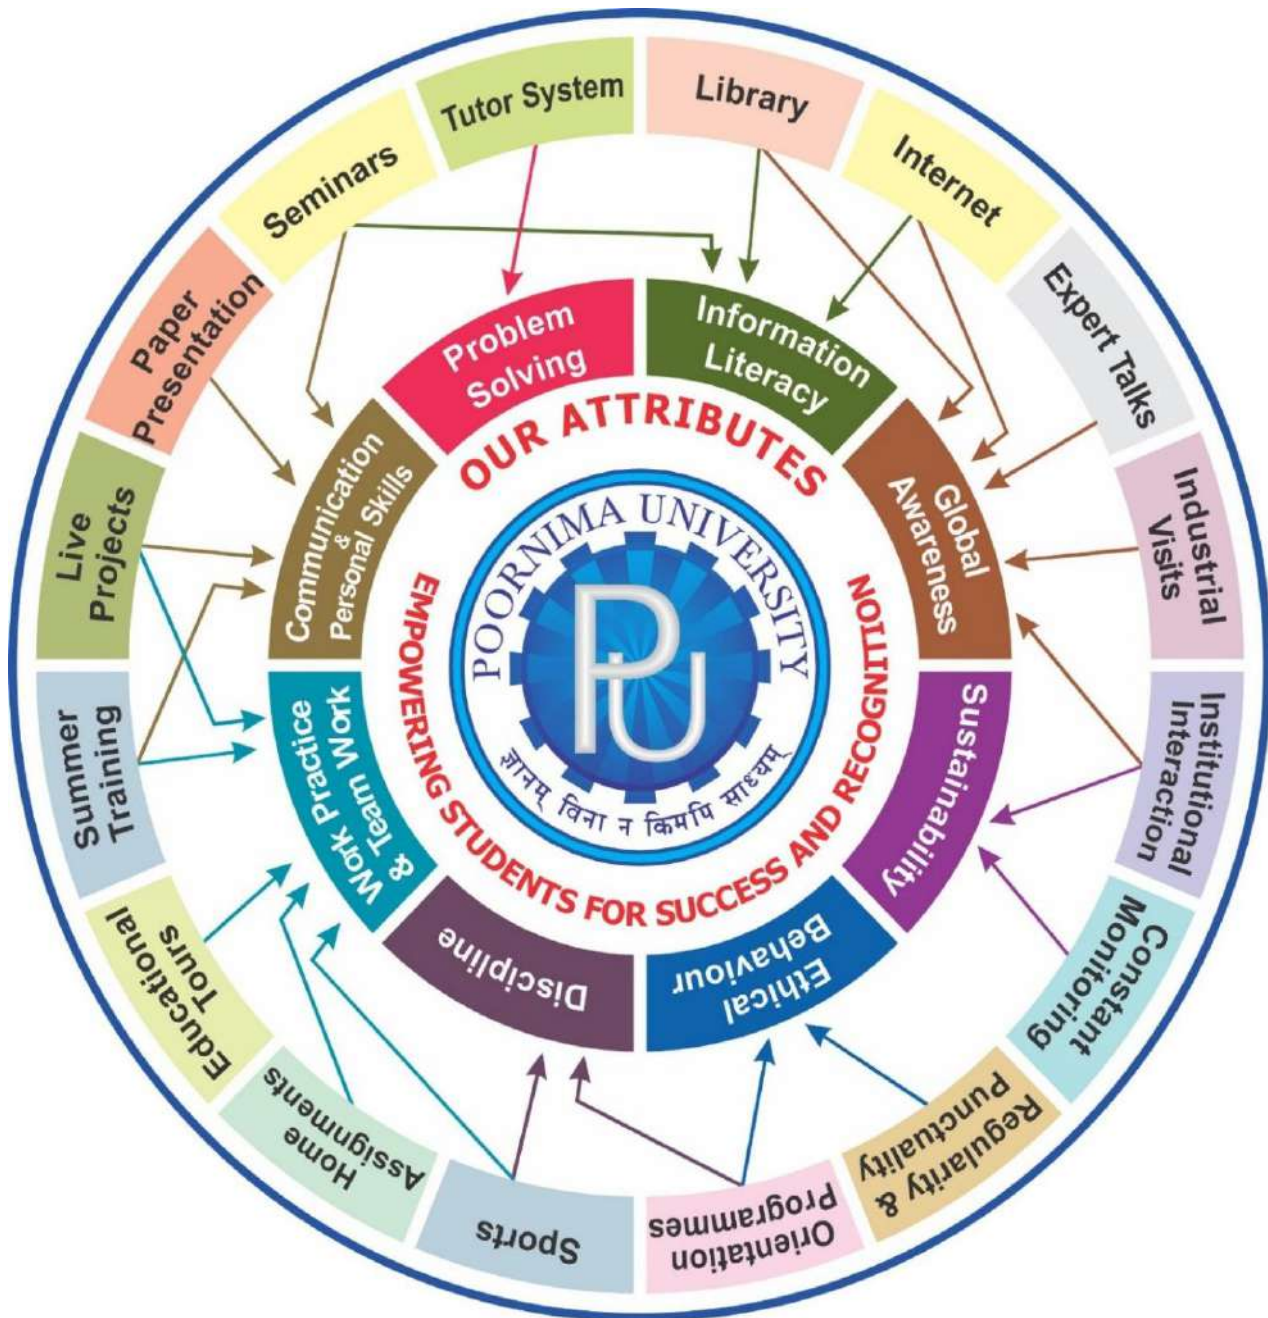 Tutor System
Library
Internet
Expert Talks
Industrial
Visits
Institutional
Interaction
Constant
Monitoring
Regularity &
Punctuality
Orientation
Programmes
Sports
Home
Assignments
Educational
Tours
Summer
Training
Live
Projects
Paper
Presentation
Seminars
Problem
Solving
Information
Literacy
Global
Awareness
Sustainability
Ethical
Behaviour
Discipline
Work Practice
& Team Work
Communication
&
Personal Skills
OUR ATTRIBUTES
EMPOWERING STUDENTS FOR SUCCESS AND RECOGNITION
POORNIMA UNIVERSITY
PU
ज्ञानम् विना न किमपि साध्यम्